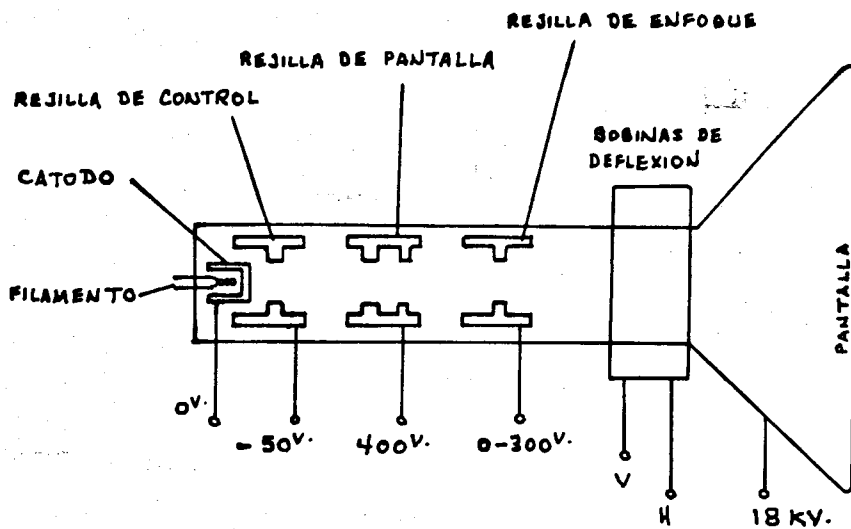 REJILLA DE ENFOQUE
REJILLA DE PANTALLA
REJILLA DE CONTROL
BOBINAS DE
DEFLEXION
CATODO
FILAMENTO
PANTALLA
0V.
-50V.
400V.
0-300V.
V
H
18 KV.